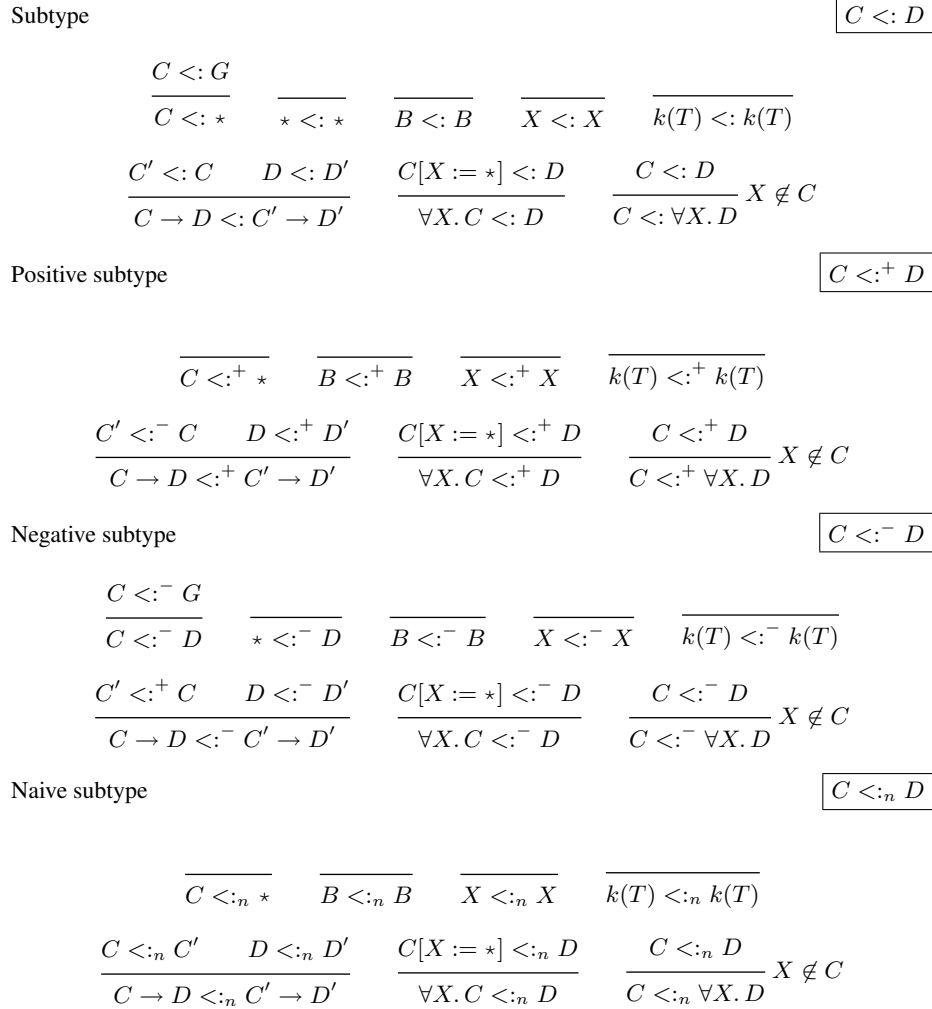 Subtype C <: D
C <: G
C <: ⋆ ⋆ <: ⋆ B <: B X <: X k(T) <: k(T)
C′ <: C D <: D′ C[X := ⋆] <: D C <: D
C → D <: C′ → D′ ∀X. C <: D C <: ∀X. D X ∉ C
Positive subtype C <:⁺ D
C <:⁺ ⋆ B <:⁺ B X <:⁺ X k(T) <:⁺ k(T)
C′ <:⁻ C D <:⁺ D′ C[X := ⋆] <:⁺ D C <:⁺ D
C → D <:⁺ C′ → D′ ∀X. C <:⁺ D C <:⁺ ∀X. D X ∉ C
Negative subtype C <:⁻ D
C <:⁻ G
C <:⁻ D ⋆ <:⁻ D B <:⁻ B X <:⁻ X k(T) <:⁻ k(T)
C′ <:⁺ C D <:⁻ D′ C[X := ⋆] <:⁻ D C <:⁻ D
C → D <:⁻ C′ → D′ ∀X. C <:⁻ D C <:⁻ ∀X. D X ∉ C
Naive subtype C <:ₙ D
C <:ₙ ⋆ B <:ₙ B X <:ₙ X k(T) <:ₙ k(T)
C <:ₙ C′ D <:ₙ D′ C[X := ⋆] <:ₙ D C <:ₙ D
C → D <:ₙ C′ → D′ ∀X. C <:ₙ D C <:ₙ ∀X. D X ∉ C